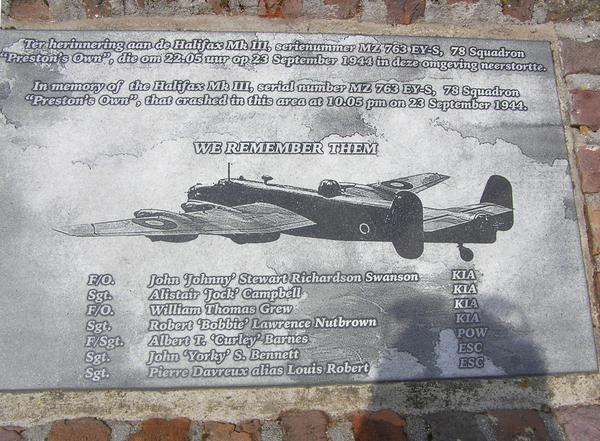 Ter herinnering aan de Halifax Mk III, serienummer MZ 763 EY-S, 78 Squadron
"Preston's Own", die om 22.05 uur op 23 September 1944 in deze omgeving neerstortte.
In memory of the Halifax Mk III, serial number MZ 763 EY-S, 78 Squadron
"Preston's Own", that crashed in this area at 10.05 pm on 23 September 1944.
WE REMEMBER THEM
F/O. John 'Johnny' Stewart Richardson Swanson KIA
Sgt. Alistair 'Jock' Campbell KIA
F/O. William Thomas Grew KIA
Sgt. Robert 'Bobbie' Lawrence Nutbrown KIA
F/Sgt. Albert T. 'Curley' Barnes POW
Sgt. John 'Yorky' S. Bennett ESC
Sgt. Pierre Davreux alias Louis Robert ESC